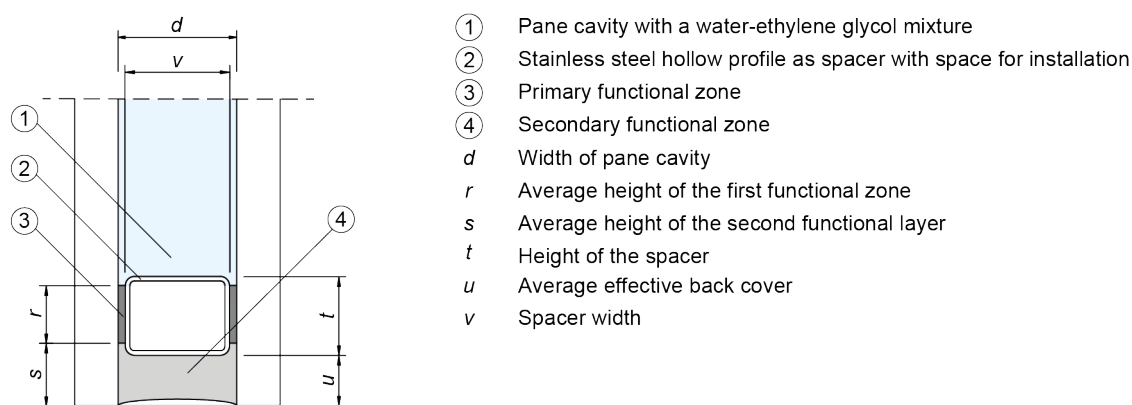 d
v
1
2
3
4
r
t
s
u
1 Pane cavity with a water-ethylene glycol mixture
2 Stainless steel hollow profile as spacer with space for installation
3 Primary functional zone
4 Secondary functional zone
d Width of pane cavity
r Average height of the first functional zone
s Average height of the second functional layer
t Height of the spacer
u Average effective back cover
v Spacer width